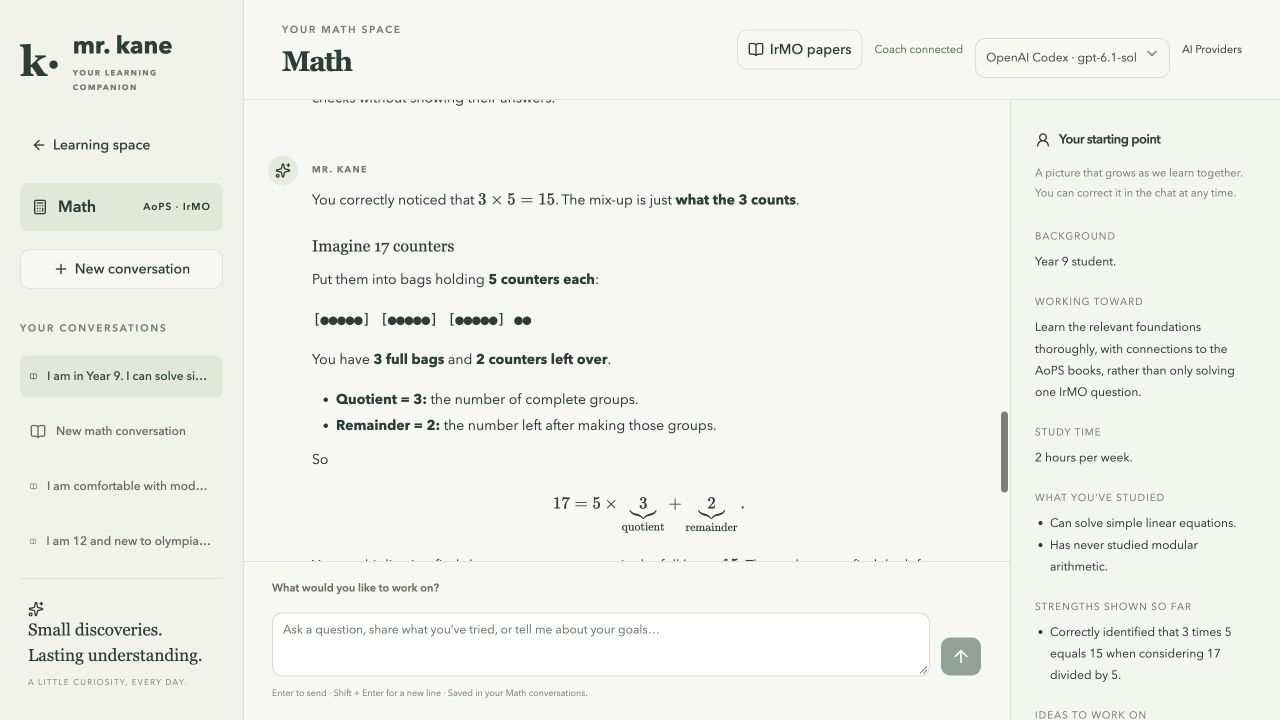 k.
mr. kane
YOUR LEARNING
COMPANION
Learning space
Math
AoPS · IrMO
New conversation
YOUR CONVERSATIONS
I am in Year 9. I can solve si...
New math conversation
I am comfortable with mod...
I am 12 and new to olympia...
Small discoveries.
Lasting understanding.
A LITTLE CURIOSITY, EVERY DAY.
YOUR MATH SPACE
Math
IrMO papers
Coach connected
OpenAI Codex · gpt-6.1-sol
AI Providers
checks without showing their answers.
MR. KANE
You correctly noticed that 3 × 5 = 15. The mix-up is just what the 3 counts.
Imagine 17 counters
Put them into bags holding 5 counters each:
[●●●●●] [●●●●●] [●●●●●] ●●
You have 3 full bags and 2 counters left over.
• Quotient = 3: the number of complete groups.
• Remainder = 2: the number left after making those groups.
So
17 = 5 × 3 + 2 .
quotient remainder
What would you like to work on?
Ask a question, share what you've tried, or tell me about your goals...
Enter to send · Shift + Enter for a new line · Saved in your Math conversations.
Your starting point
A picture that grows as we learn together.
You can correct it in the chat at any time.
BACKGROUND
Year 9 student.
WORKING TOWARD
Learn the relevant foundations
thoroughly, with connections to the
AoPS books, rather than only solving
one IrMO question.
STUDY TIME
2 hours per week.
WHAT YOU'VE STUDIED
• Can solve simple linear equations.
• Has never studied modular
arithmetic.
STRENGTHS SHOWN SO FAR
• Correctly identified that 3 times 5
equals 15 when considering 17
divided by 5.
IDEAS TO WORK ON